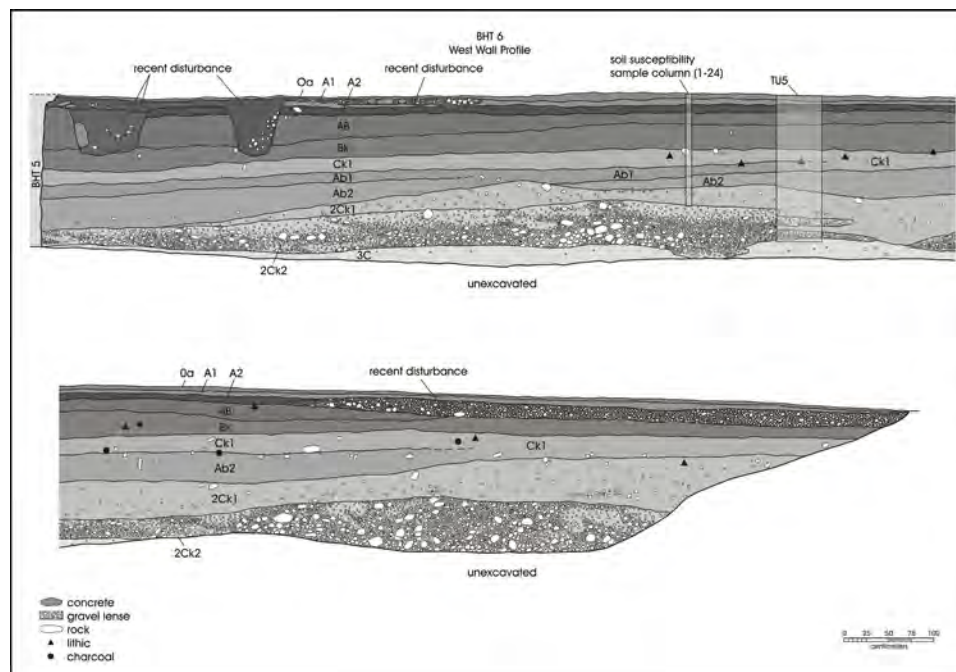 BHT 6
West Wall Profile
recent disturbance
Oa
A1
A2
recent disturbance
soil susceptibility
sample column (1-24)
TU5
BHT 5
AB
Bk
Ck1
Ab1
Ab2
2Ck1
Ab1
Ab2
Ck1
3C
2Ck2
unexcavated
0a
A1
A2
recent disturbance
AB
Bk
Ck1
Ck1
Ab2
2Ck1
2Ck2
unexcavated
concrete
gravel lense
rock
lithic
charcoal
0 25 50 75 100
centimeters